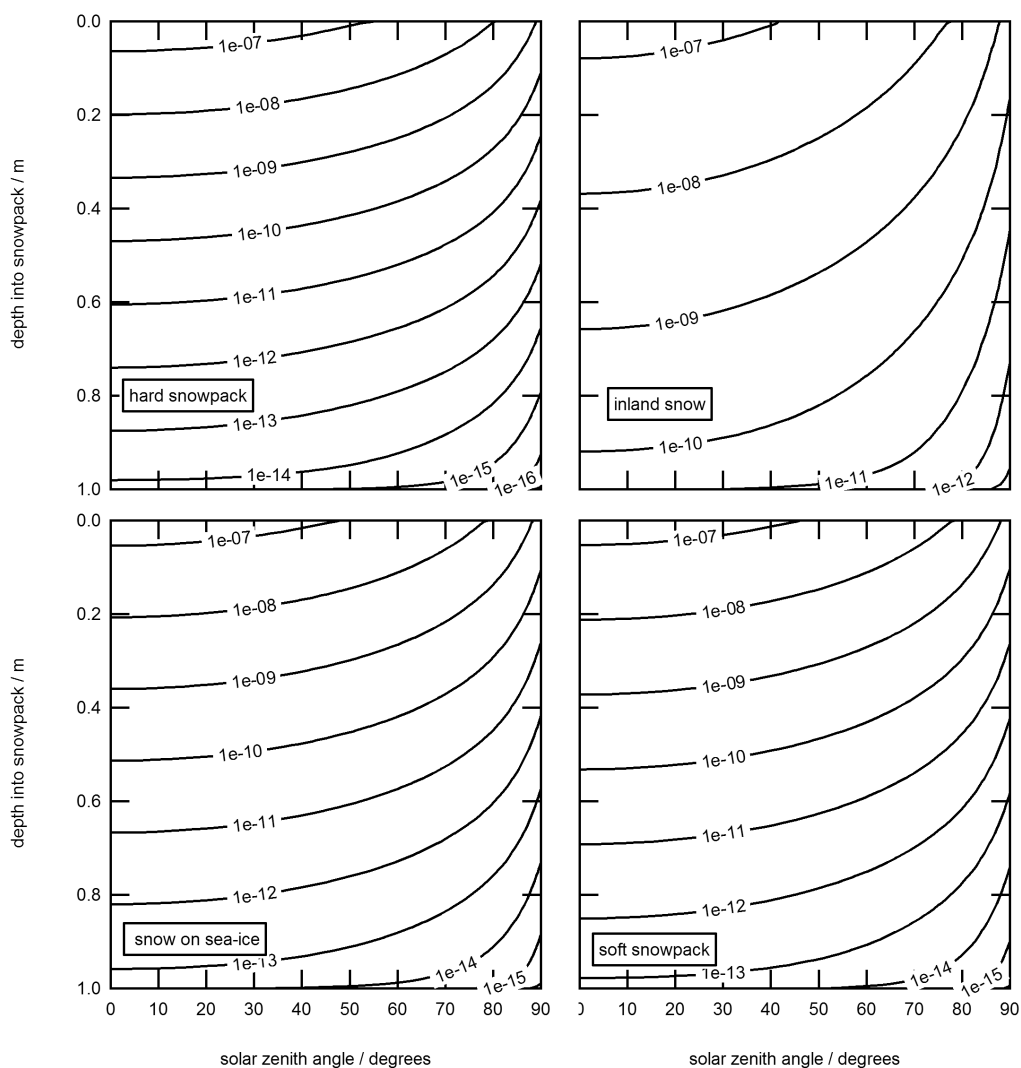 0.0
0.2
0.4
0.6
0.8
1.0
depth into snowpack / m
1e-07
1e-08
1e-09
1e-10
1e-11
1e-12
hard snowpack
1e-13
1e-14
1e-15
1e-16
1e-07
1e-08
1e-09
inland snow
1e-10
1e-11
1e-12
0.0
0.2
0.4
0.6
0.8
1.0
depth into snowpack / m
1e-07
1e-08
1e-09
1e-10
1e-11
1e-12
snow on sea-ice
1e-13
1e-14
1e-15
0 10 20 30 40 50 60 70 80 90
solar zenith angle / degrees
1e-07
1e-08
1e-09
1e-10
1e-11
1e-12
soft snowpack
1e-13
1e-14
1e-15
0 10 20 30 40 50 60 70 80 90
solar zenith angle / degrees